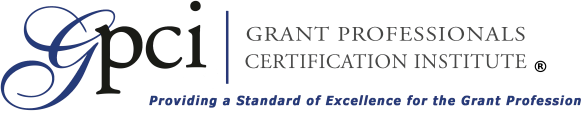 Gpci
GRANT PROFESSIONALS
CERTIFICATION INSTITUTE ®
Providing a Standard of Excellence for the Grant Profession